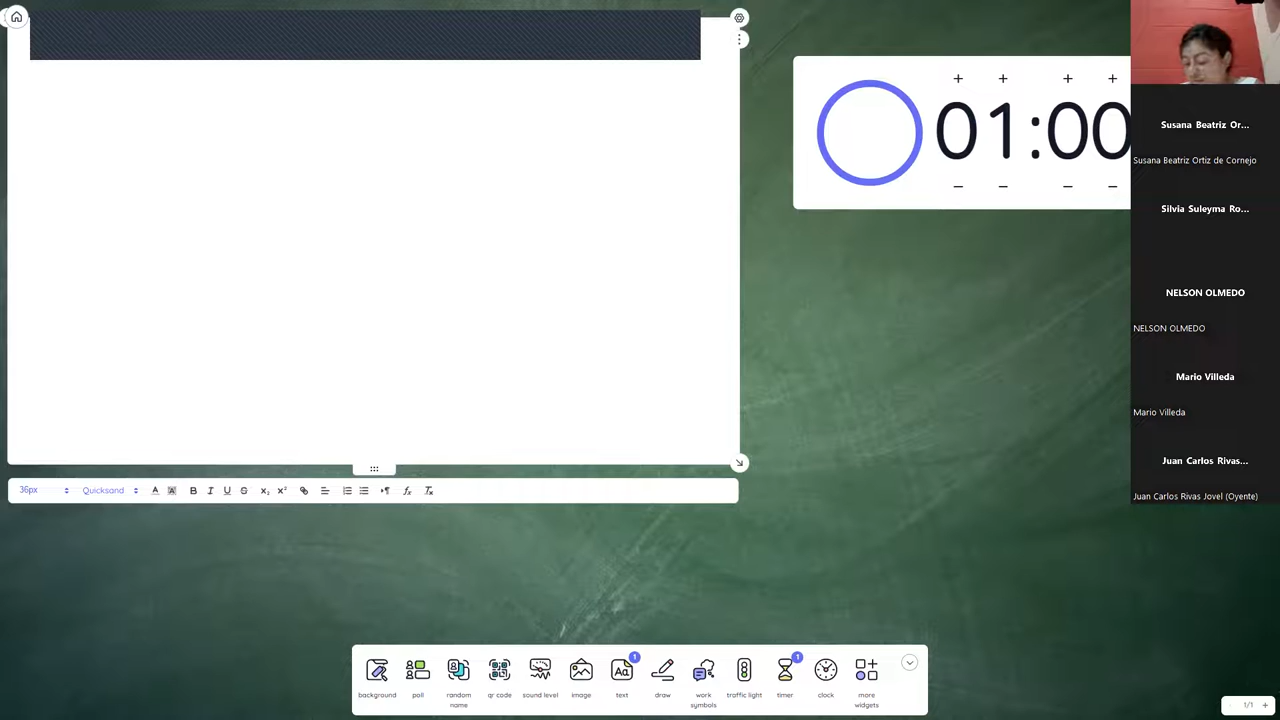 01:00
Susana Beatriz Or...
Susana Beatriz Ortiz de Cornejo
Silvia Suleyma Ro...
NELSON OLMEDO
NELSON OLMEDO
Mario Villeda
Mario Villeda
Juan Carlos Rivas...
Juan Carlos Rivas Jovel (Oyente)
36px Quicksand
background poll random name qr code sound level image text draw work symbols traffic light timer clock more widgets
1 1
1/1